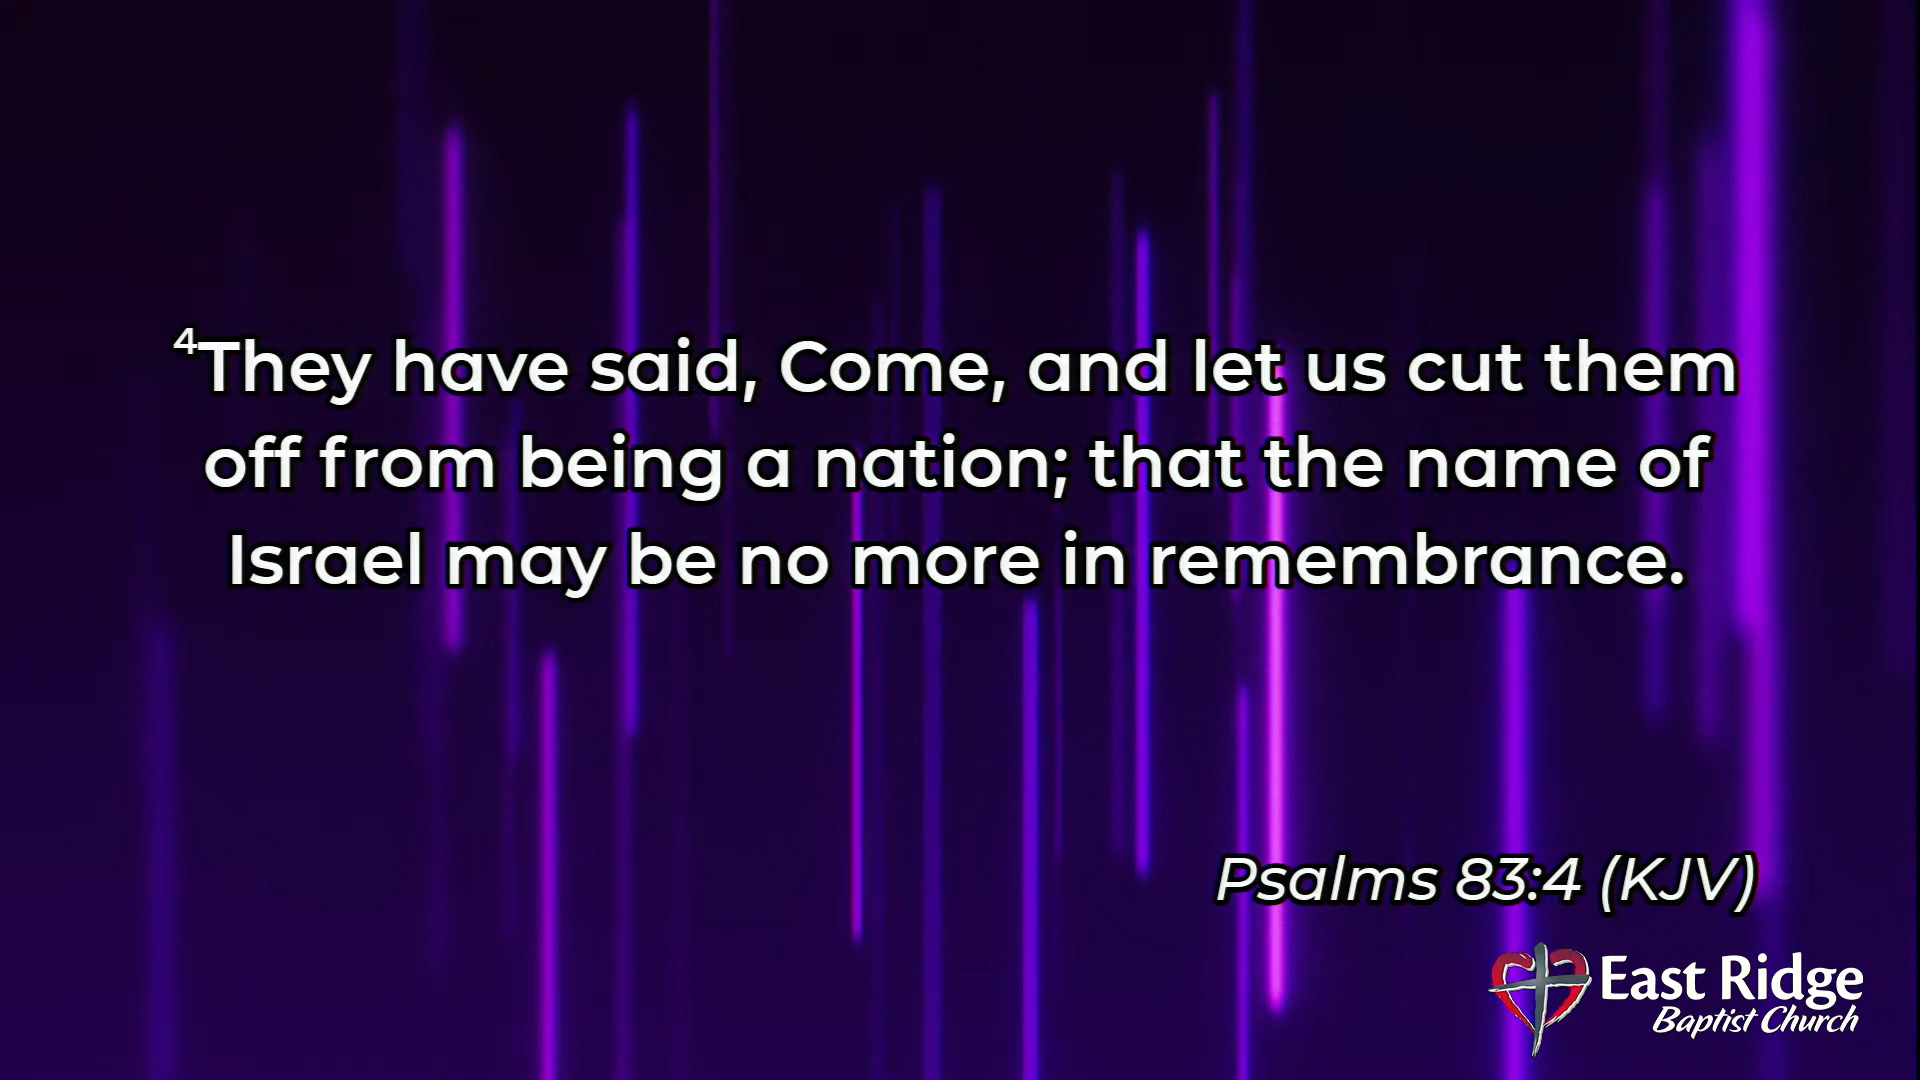 4They have said, Come, and let us cut them
off from being a nation; that the name of
Israel may be no more in remembrance.
Psalms 83:4 (KJV)
East Ridge
Baptist Church